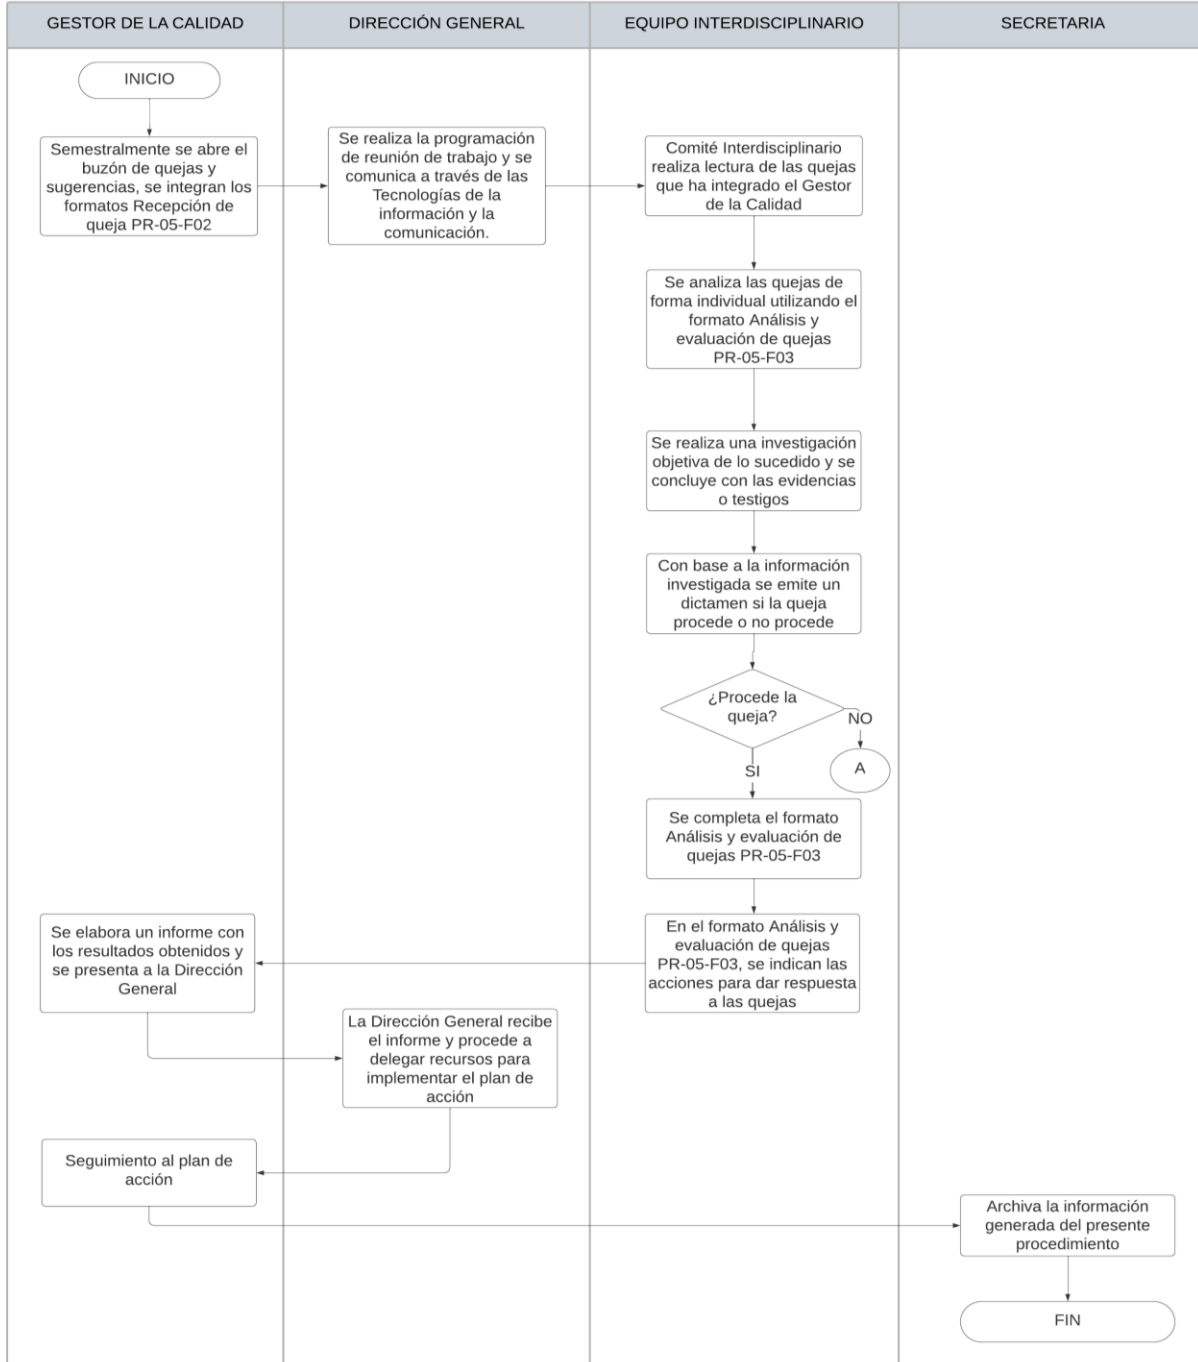 GESTOR DE LA CALIDAD
DIRECCIÓN GENERAL
EQUIPO INTERDISCIPLINARIO
SECRETARIA
INICIO
Semestralmente se abre el
buzón de quejas y
sugerencias, se integran los
formatos Recepción de
queja PR-05-F02
Se realiza la programación
de reunión de trabajo y se
comunica a través de las
Tecnologías de la
información y la
comunicación.
Comité Interdisciplinario
realiza lectura de las quejas
que ha integrado el Gestor
de la Calidad
Se analiza las quejas de
forma individual utilizando el
formato Análisis y
evaluación de quejas
PR-05-F03
Se realiza una investigación
objetiva de lo sucedido y se
concluye con las evidencias
o testigos
Con base a la información
investigada se emite un
dictamen si la queja
procede o no procede
¿Procede la
queja?
NO
A
SI
Se completa el formato
Análisis y evaluación de
quejas PR-05-F03
En el formato Análisis y
evaluación de quejas
PR-05-F03, se indican las
acciones para dar respuesta
a las quejas
Se elabora un informe con
los resultados obtenidos y
se presenta a la Dirección
General
La Dirección General recibe
el informe y procede a
delegar recursos para
implementar el plan de
acción
Seguimiento al plan de
acción
Archiva la información
generada del presente
procedimiento
FIN